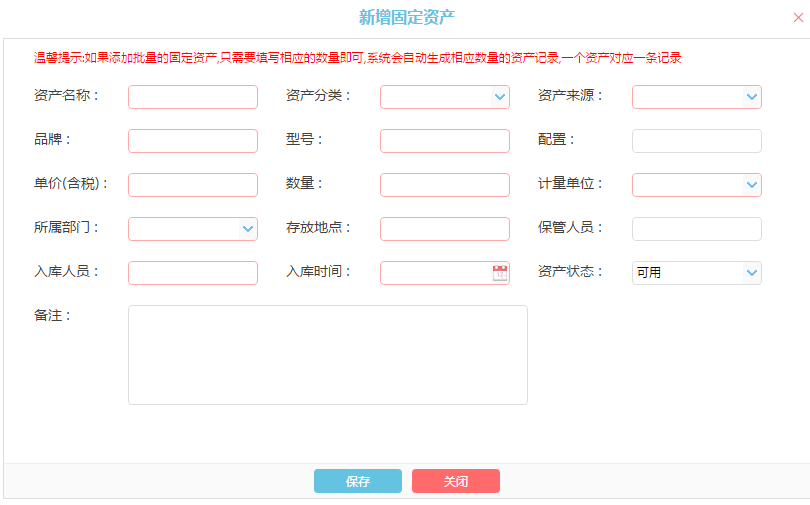 新增固定资产
温馨提示:如果添加批量的固定资产,只需要填写相应的数量即可,系统会自动生成相应数量的资产记录,一个资产对应一条记录
资产名称： 资产分类： 资产来源：
品牌： 型号： 配置：
单价(含税)： 数量： 计量单位：
所属部门： 存放地点： 保管人员：
入库人员： 入库时间： 资产状态： 可用
备注：
保存 关闭